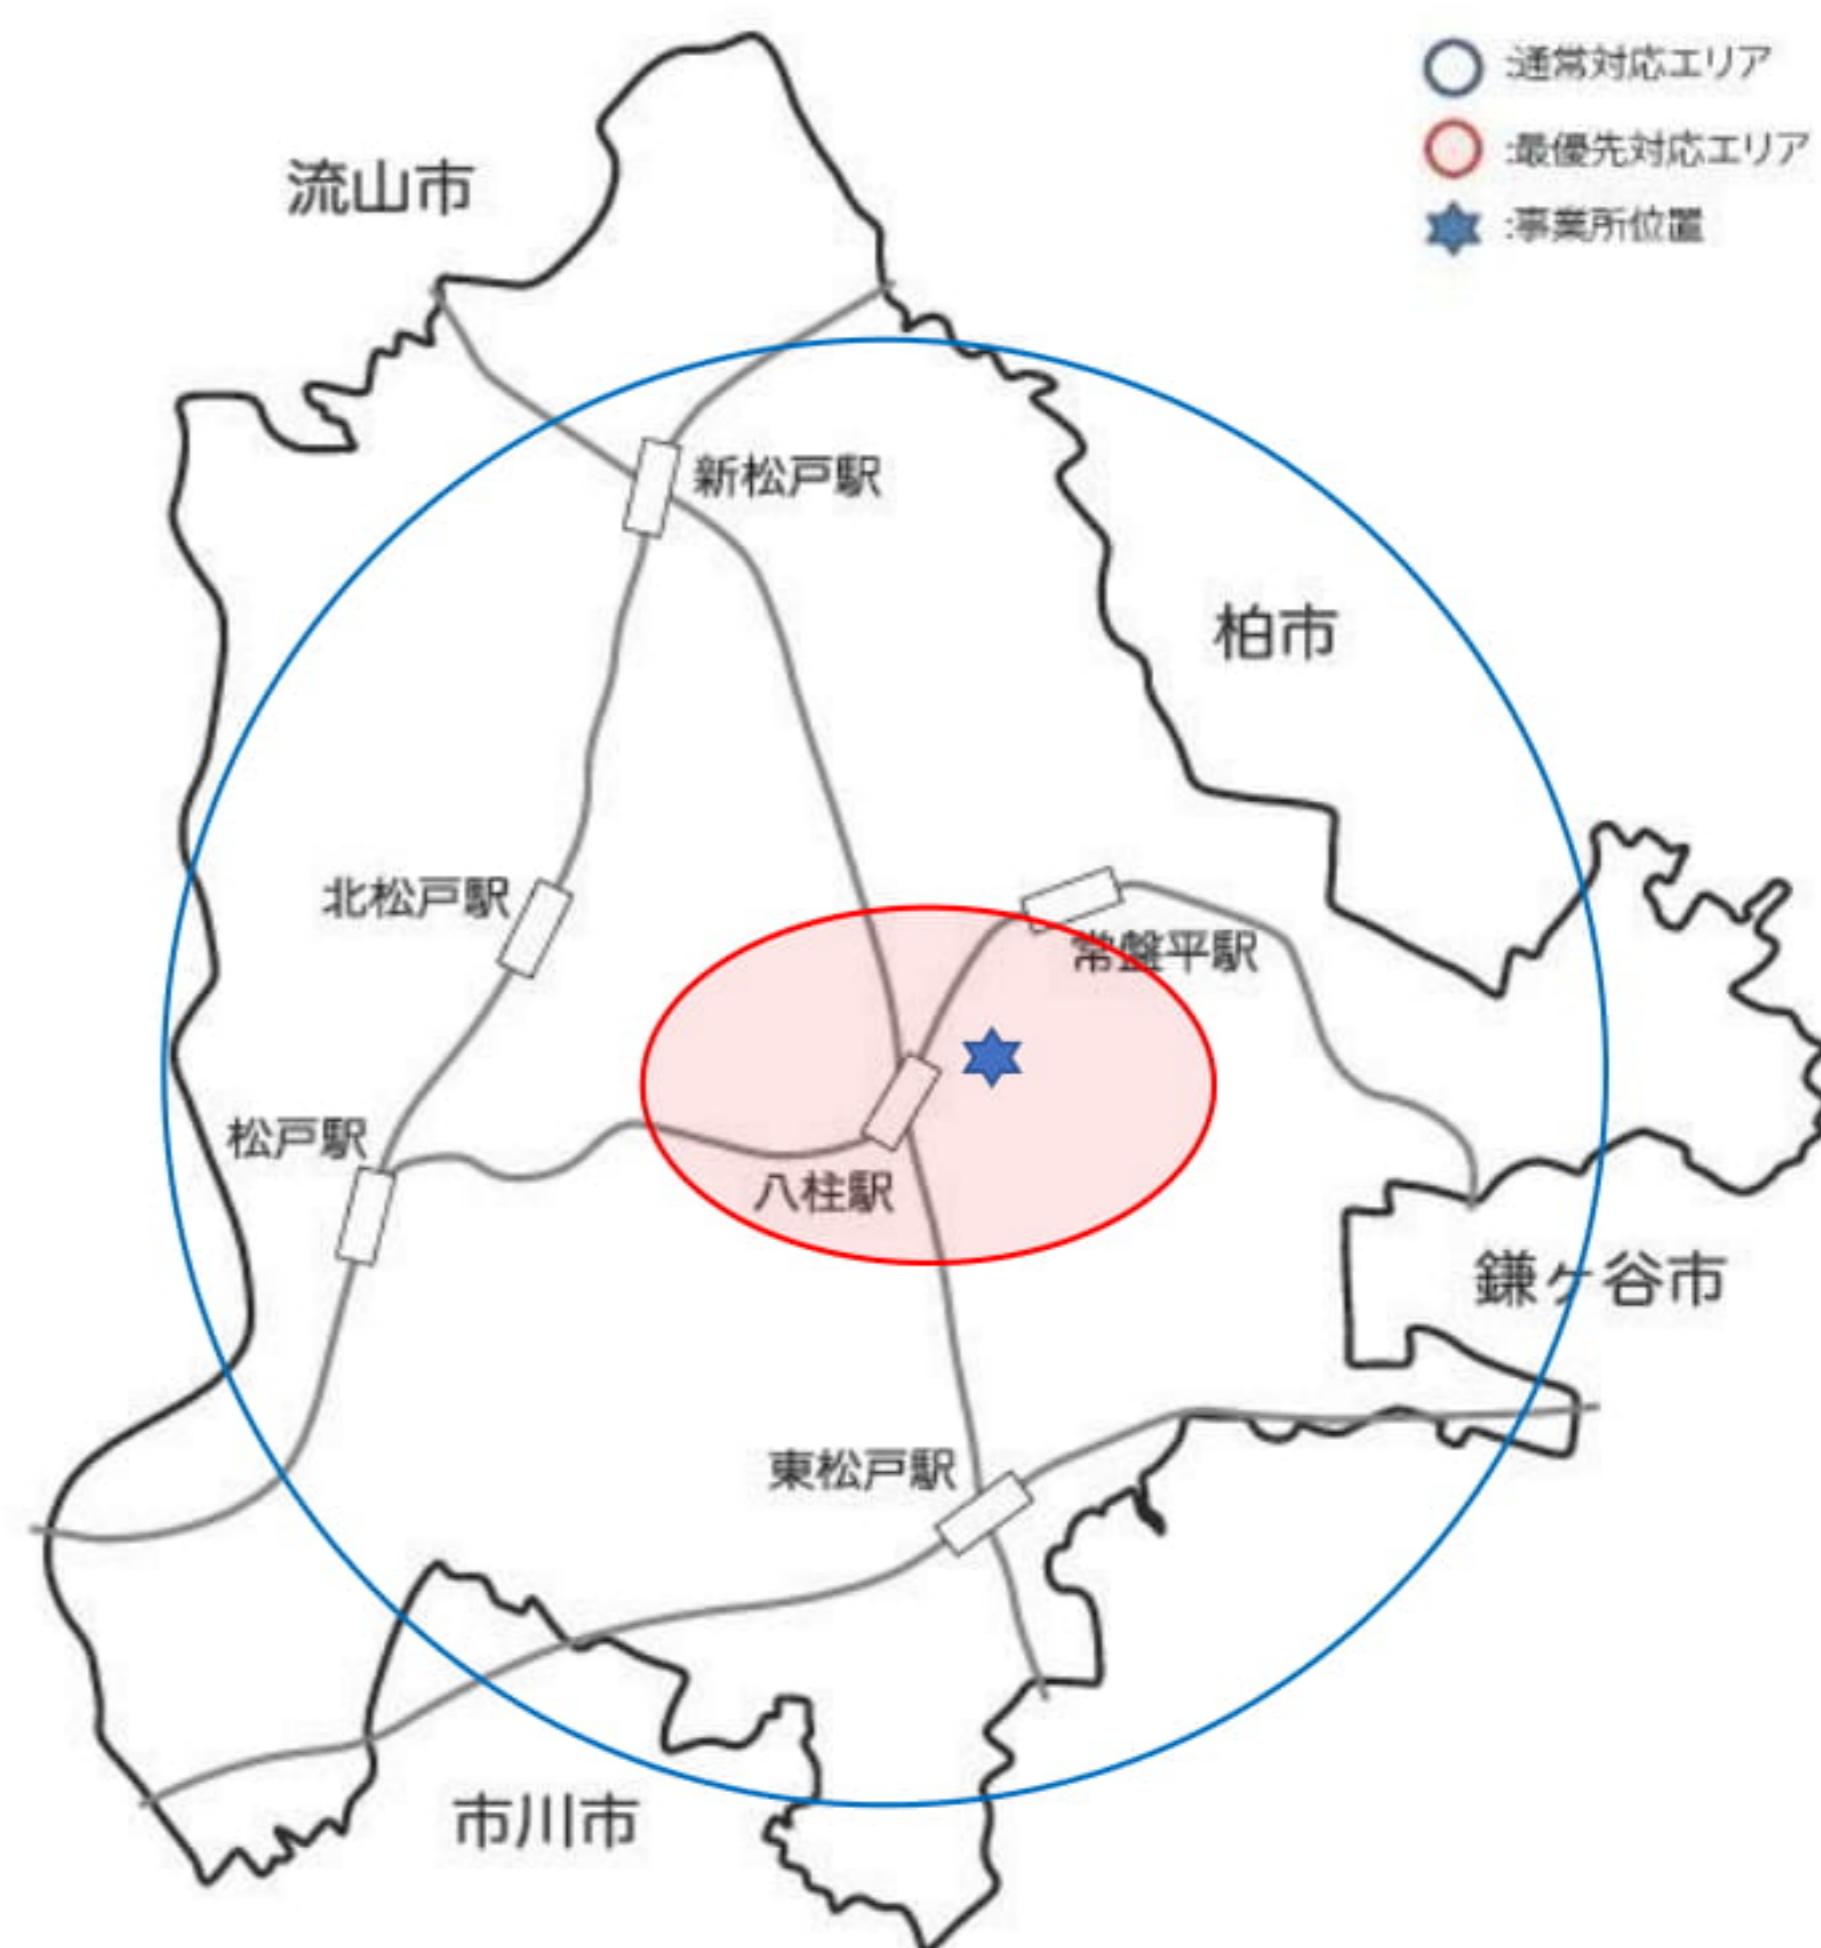 :通常対応エリア
:最優先対応エリア
:事業所位置
流山市
新松戸駅
柏市
北松戸駅
常盤平駅
松戸駅
八柱駅
鎌ヶ谷市
東松戸駅
市川市